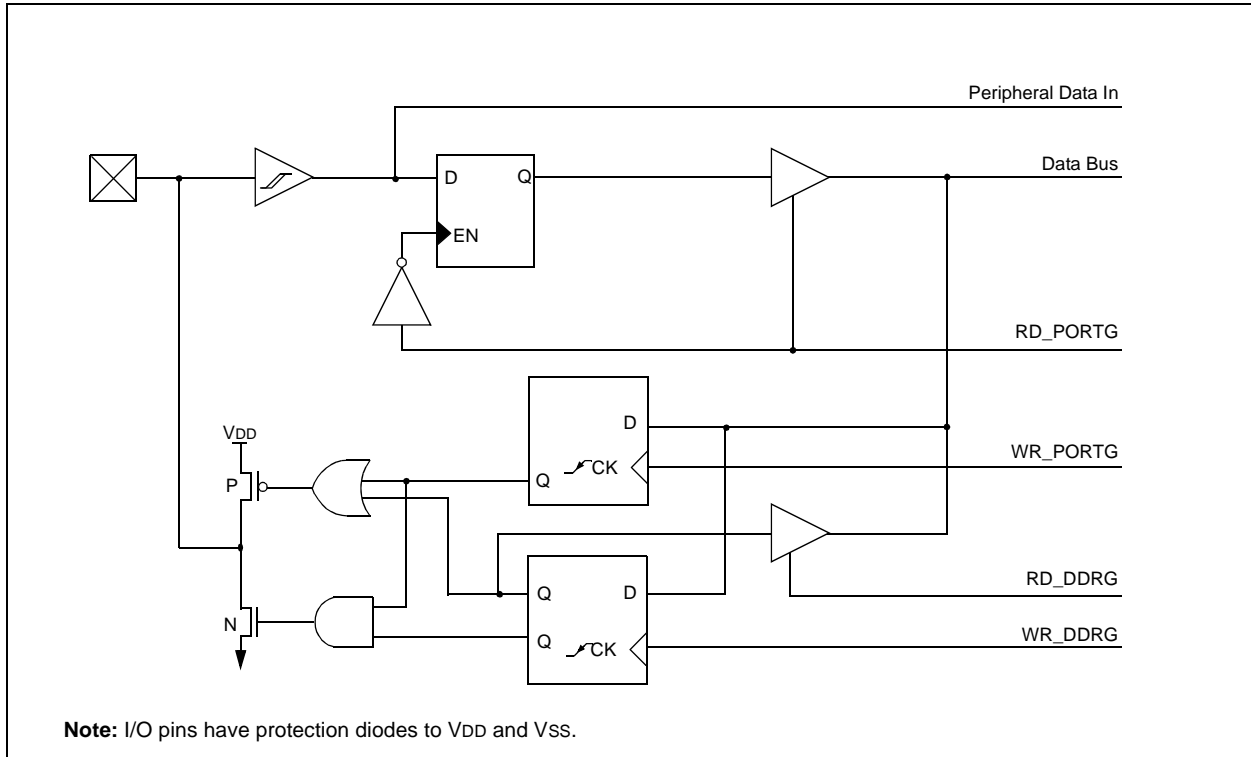 Peripheral Data In
Data Bus
D
Q
EN
RD_PORTG
D
VDD
WR_PORTG
P
Q
CK
RD_DDRG
Q
D
N
Q
CK
WR_DDRG
Note: I/O pins have protection diodes to VDD and VSS.